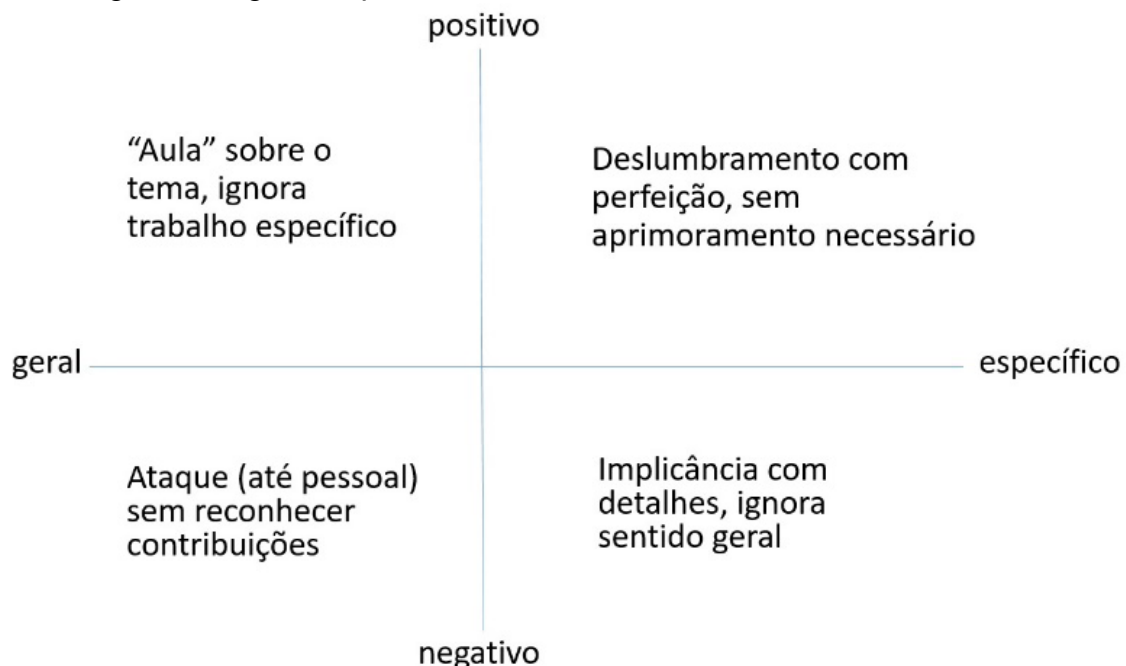 positivo
“Aula” sobre o
tema, ignora
trabalho específico
Deslumbramento com
perfeição, sem
aprimoramento necessário
geral
específico
Ataque (até pessoal)
sem reconhecer
contribuições
Implicância com
detalhes, ignora
sentido geral
negativo